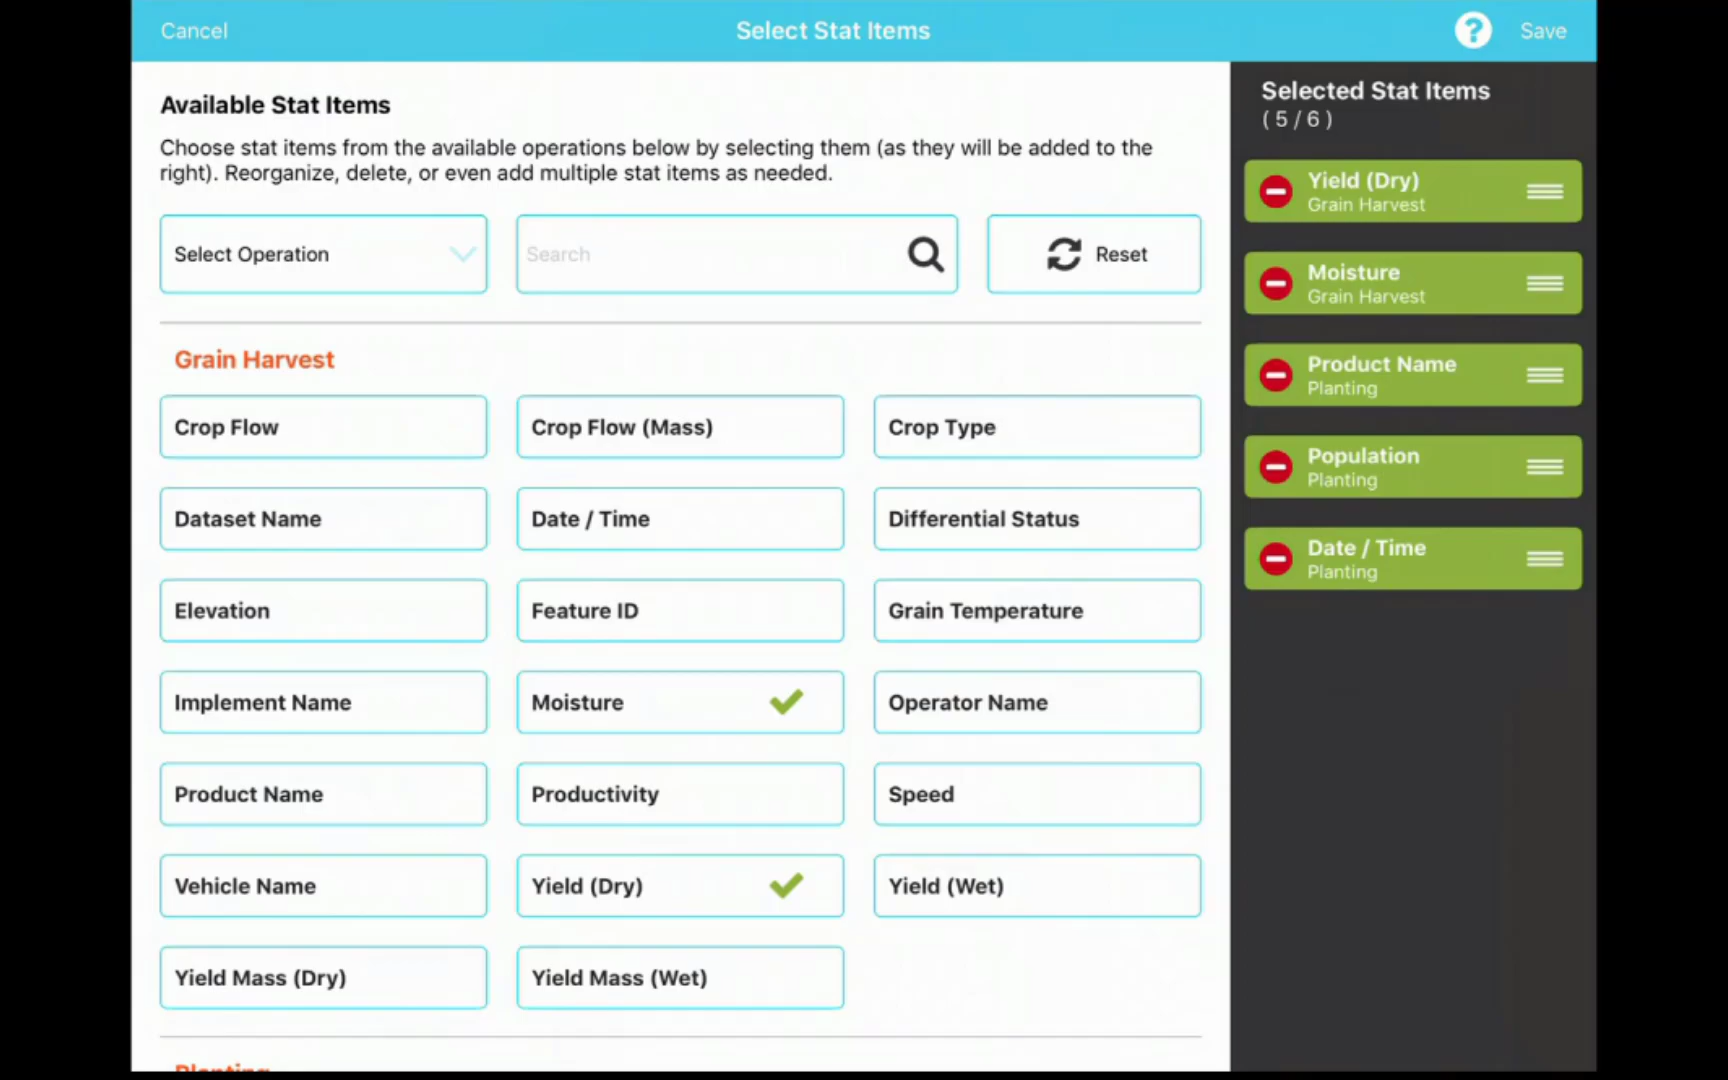 Cancel
Select Stat Items
?
Save
Available Stat Items
Choose stat items from the available operations below by selecting them (as they will be added to the
right). Reorganize, delete, or even add multiple stat items as needed.
Select Operation
Search
Reset
Grain Harvest
Crop Flow
Crop Flow (Mass)
Crop Type
Dataset Name
Date / Time
Differential Status
Elevation
Feature ID
Grain Temperature
Implement Name
Moisture
Operator Name
Product Name
Productivity
Speed
Vehicle Name
Yield (Dry)
Yield (Wet)
Yield Mass (Dry)
Yield Mass (Wet)
Planting
Selected Stat Items
( 5 / 6 )
Yield (Dry)
Grain Harvest
Moisture
Grain Harvest
Product Name
Planting
Population
Planting
Date / Time
Planting